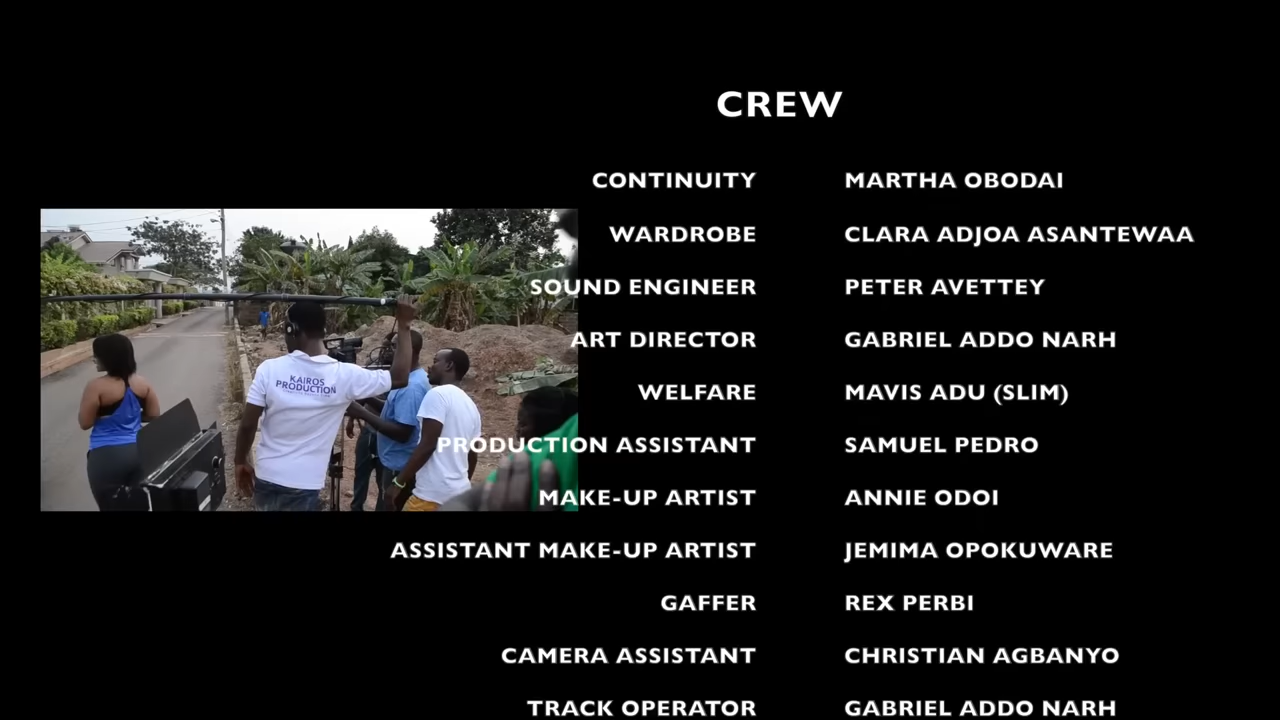 CREW
CONTINUITY MARTHA OBODAI
WARDROBE CLARA ADJOA ASANTEWAA
SOUND ENGINEER PETER AVETTEY
ART DIRECTOR GABRIEL ADDO NARH
WELFARE MAVIS ADU (SLIM)
KAIROS
PRODUCTION
PRODUCTION ASSISTANT SAMUEL PEDRO
MAKE-UP ARTIST ANNIE ODOI
ASSISTANT MAKE-UP ARTIST JEMIMA OPOKUWARE
GAFFER REX PERBI
CAMERA ASSISTANT CHRISTIAN AGBANYO
TRACK OPERATOR GABRIEL ADDO NARH